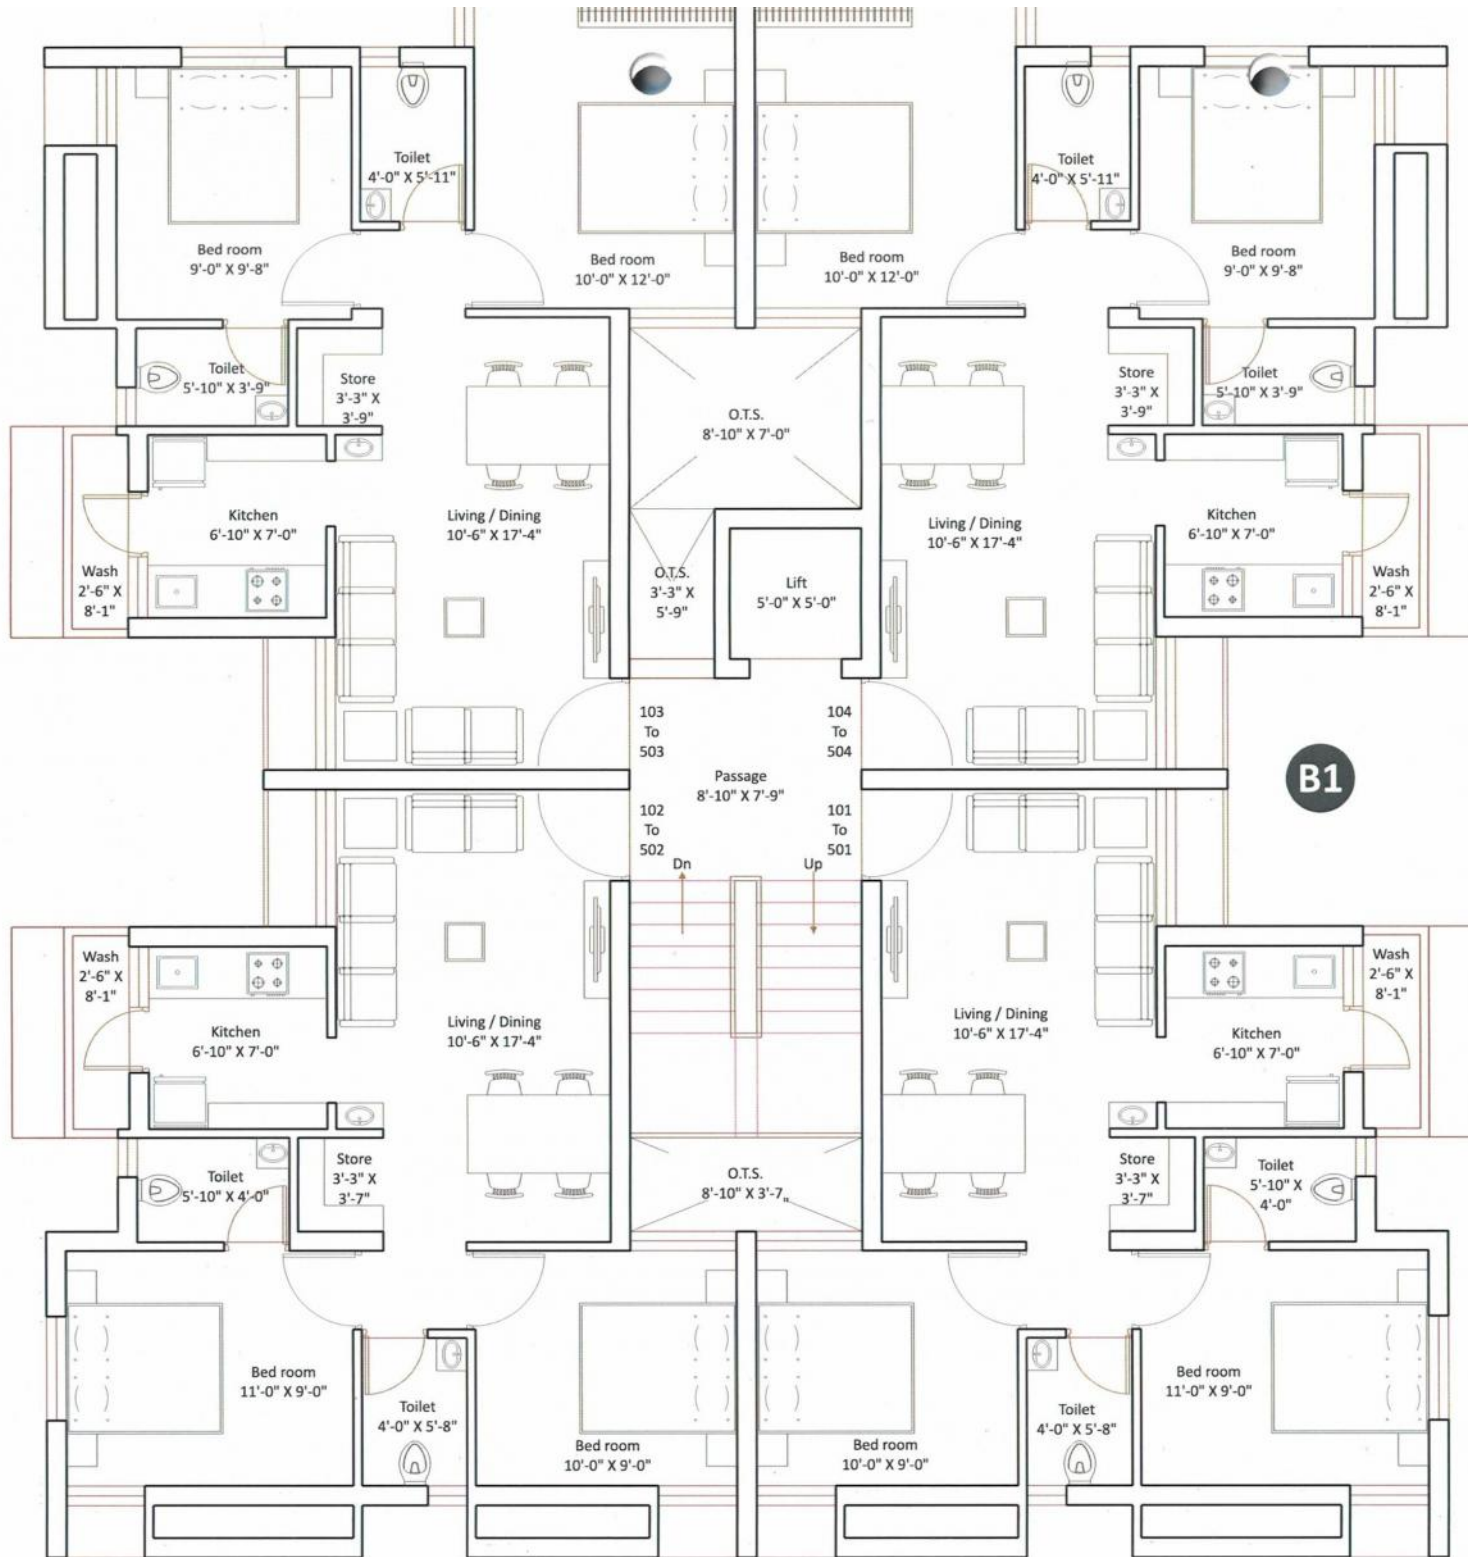 Toilet
4'-0" X 5'-11"
Toilet
4'-0" X 5'-11"
Bed room
9'-0" X 9'-8"
Bed room
10'-0" X 12'-0"
Bed room
10'-0" X 12'-0"
Bed room
9'-0" X 9'-8"
Toilet
5'-10" X 3'-9"
Store
3'-3" X
3'-9"
O.T.S.
8'-10" X 7'-0"
Store
3'-3" X
3'-9"
Toilet
5'-10" X 3'-9"
Kitchen
6'-10" X 7'-0"
Living / Dining
10'-6" X 17'-4"
Living / Dining
10'-6" X 17'-4"
Kitchen
6'-10" X 7'-0"
Wash
2'-6" X
8'-1"
O.T.S.
3'-3" X
5'-9"
Lift
5'-0" X 5'-0"
Wash
2'-6" X
8'-1"
103
To
503
104
To
504
Passage
8'-10" X 7'-9"
B1
102
To
502
101
To
501
Dn
Up
Wash
2'-6" X
8'-1"
Kitchen
6'-10" X 7'-0"
Living / Dining
10'-6" X 17'-4"
Living / Dining
10'-6" X 17'-4"
Kitchen
6'-10" X 7'-0"
Wash
2'-6" X
8'-1"
Toilet
5'-10" X 4'-0"
Store
3'-3" X
3'-7"
O.T.S.
8'-10" X 3'-7"
Store
3'-3" X
3'-7"
Toilet
5'-10" X
4'-0"
Bed room
11'-0" X 9'-0"
Toilet
4'-0" X 5'-8"
Bed room
10'-0" X 9'-0"
Bed room
10'-0" X 9'-0"
Toilet
4'-0" X 5'-8"
Bed room
11'-0" X 9'-0"